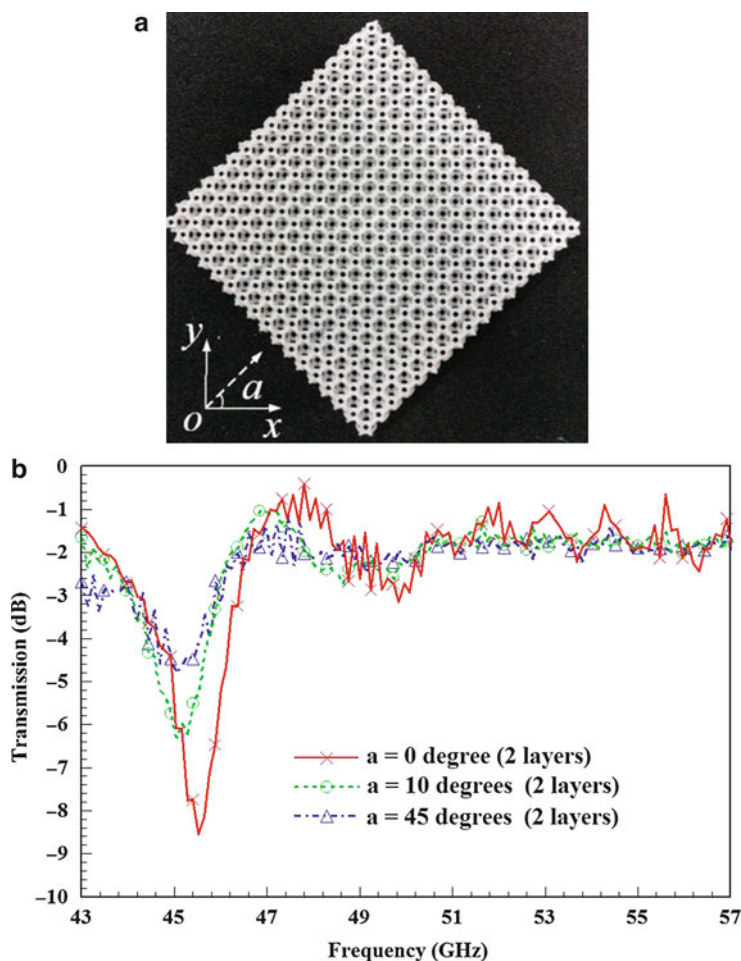 a
y
a
o
x
b
0
−1
−2
−3
−4
−5
−6
−7
−8
−9
−10
Transmission (dB)
a = 0 degree (2 layers)
a = 10 degrees (2 layers)
a = 45 degrees (2 layers)
43 45 47 49 51 53 55 57
Frequency (GHz)